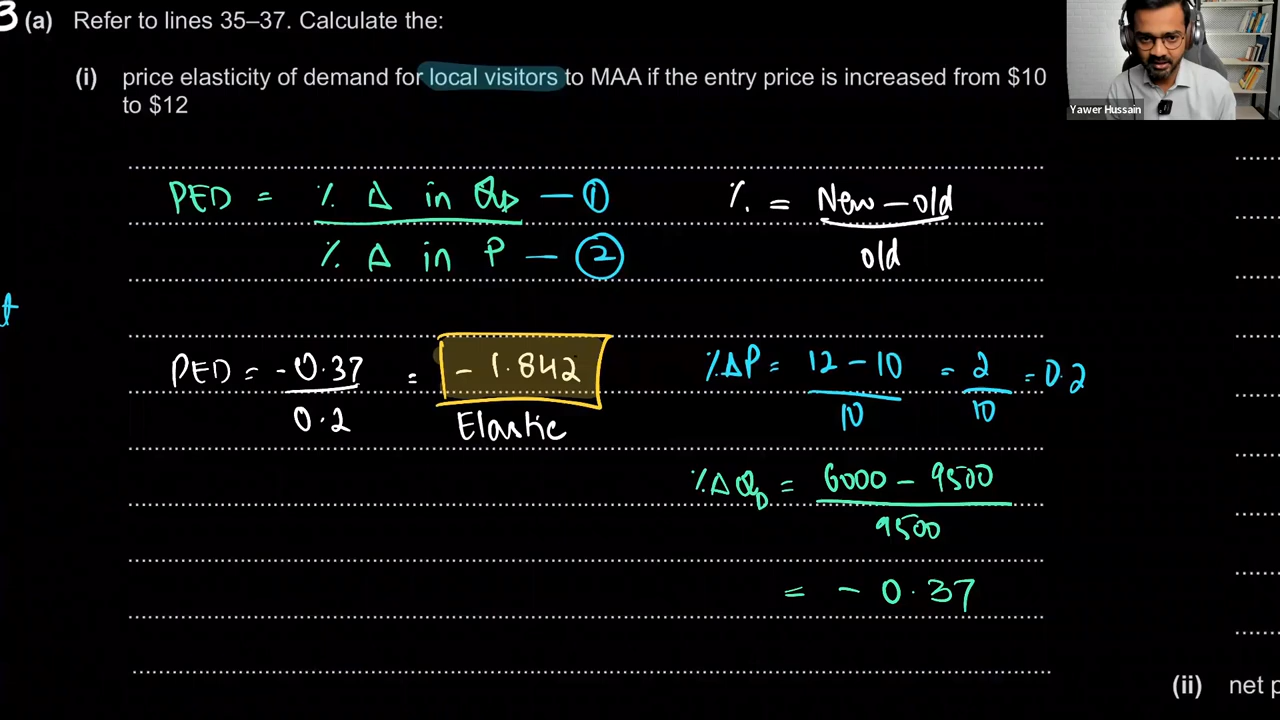 3 (a) Refer to lines 35–37. Calculate the:
(i) price elasticity of demand for local visitors to MAA if the entry price is increased from $10
to $12
Yawer Hussain
PED = % Δ in QD — ①
% Δ in P — ②
% = New – old
old
t
PED = - 0.37 = - 1.842
0.2
Elastic
% Δ P = 12 – 10 = 2 = 0.2
10 10
% Δ QD = 6000 – 9500
9500
= - 0.37
(ii) net p